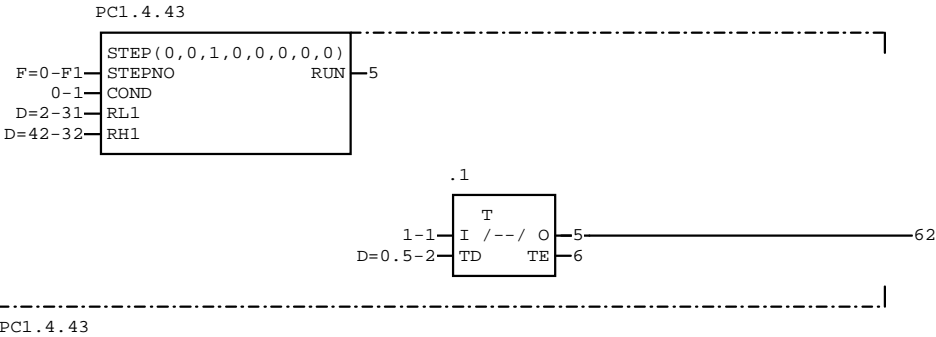 PC1.4.43
STEP(0,0,1,0,0,0,0,0)
F=0-F1 STEPNO RUN 5
0-1 COND
D=2-31 RL1
D=42-32 RH1
.1
T
1-1 I /--/ O 5 62
D=0.5-2 TD TE 6
PC1.4.43